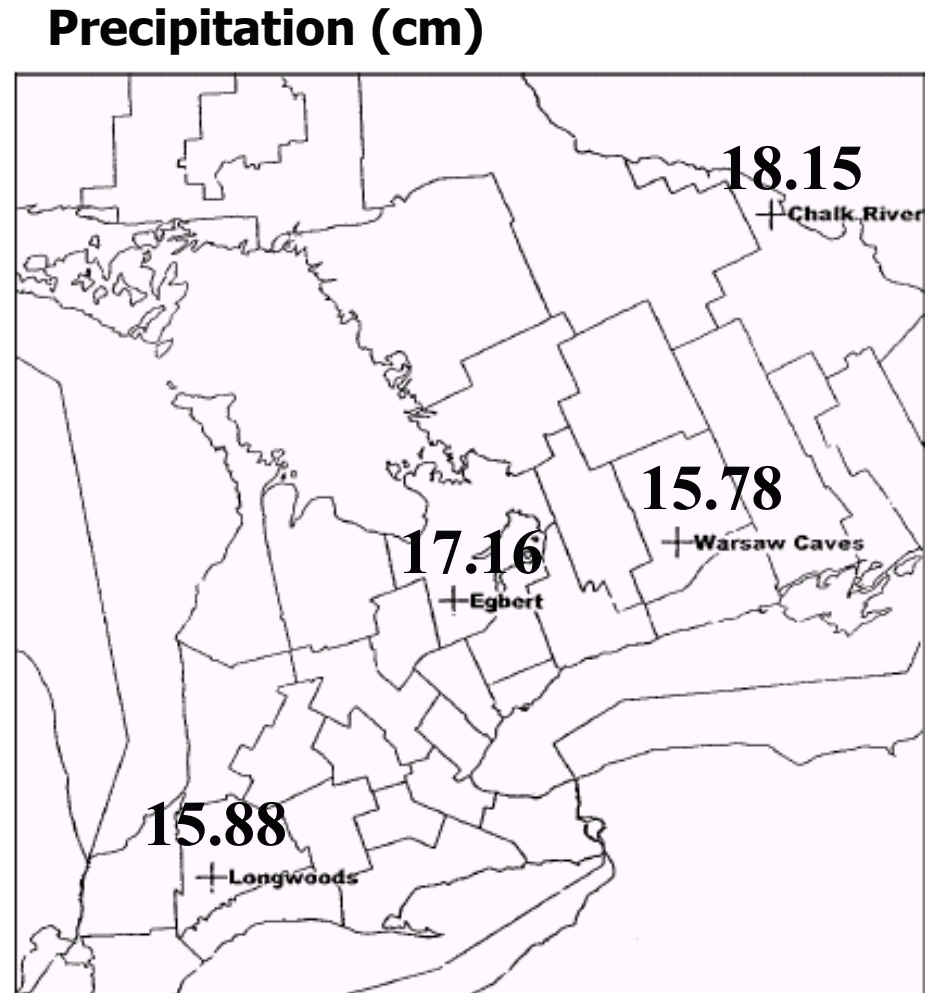 Precipitation (cm)
18.15
Chalk River
15.78
Warsaw Caves
17.16
Egbert
15.88
Longwoods